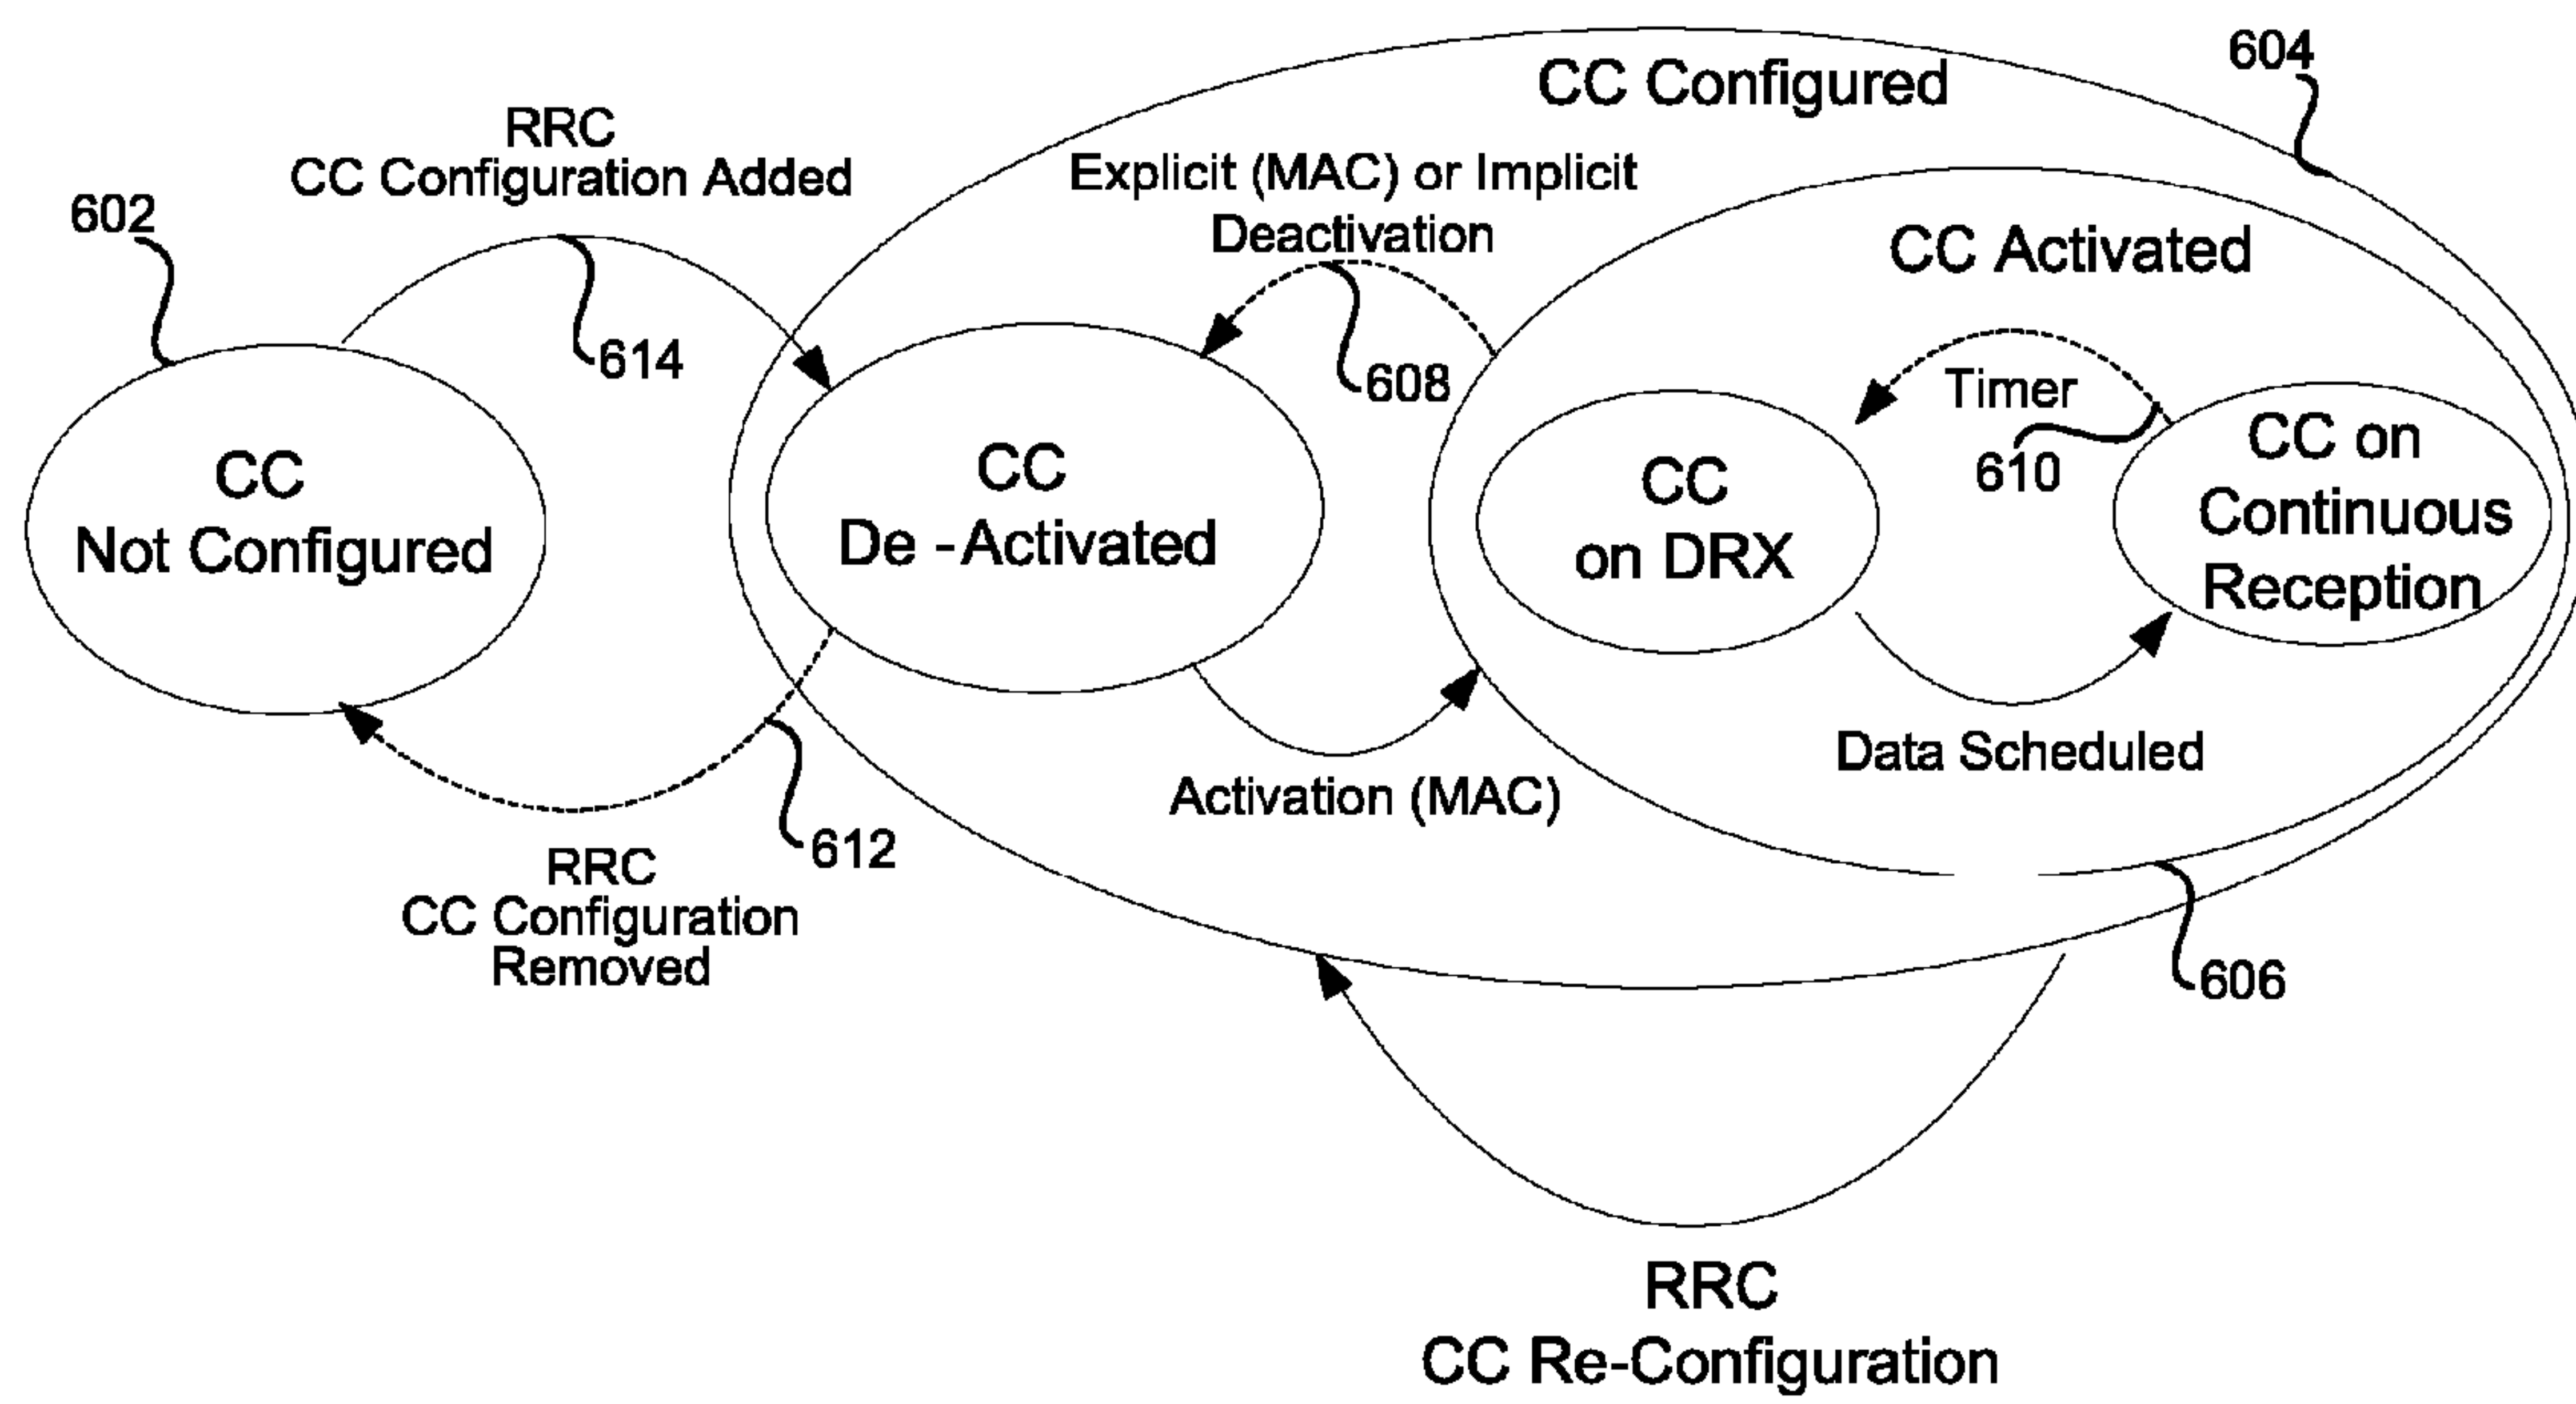 604
CC Configured
RRC
CC Configuration Added
Explicit (MAC) or Implicit
Deactivation
602
CC Activated
614
608
Timer
610
CC
Not Configured
CC
De -Activated
CC
on DRX
CC on
Continuous
Reception
Data Scheduled
Activation (MAC)
612
RRC
CC Configuration
Removed
606
RRC
CC Re-Configuration